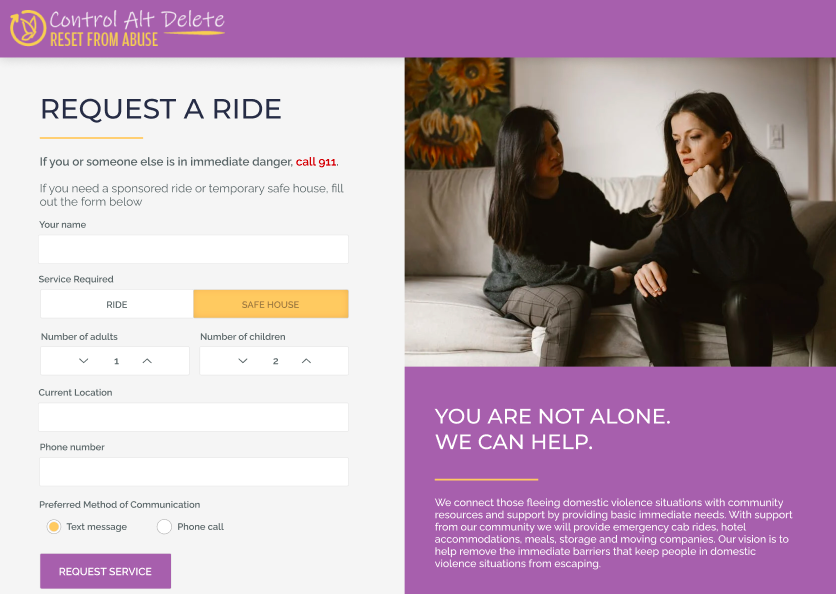 Control Alt Delete
RESET FROM ABUSE
REQUEST A RIDE
If you or someone else is in immediate danger, call 911.
If you need a sponsored ride or temporary safe house, fill
out the form below
Your name
Service Required
RIDE
SAFE HOUSE
Number of adults
Number of children
1
2
Current Location
Phone number
Preferred Method of Communication
Text message
Phone call
REQUEST SERVICE
YOU ARE NOT ALONE.
WE CAN HELP.
We connect those fleeing domestic violence situations with community
resources and support by providing basic immediate needs. With support
from our community we will provide emergency cab rides, hotel
accommodations, meals, storage and moving companies. Our vision is to
help remove the immediate barriers that keep people in domestic
violence situations from escaping.